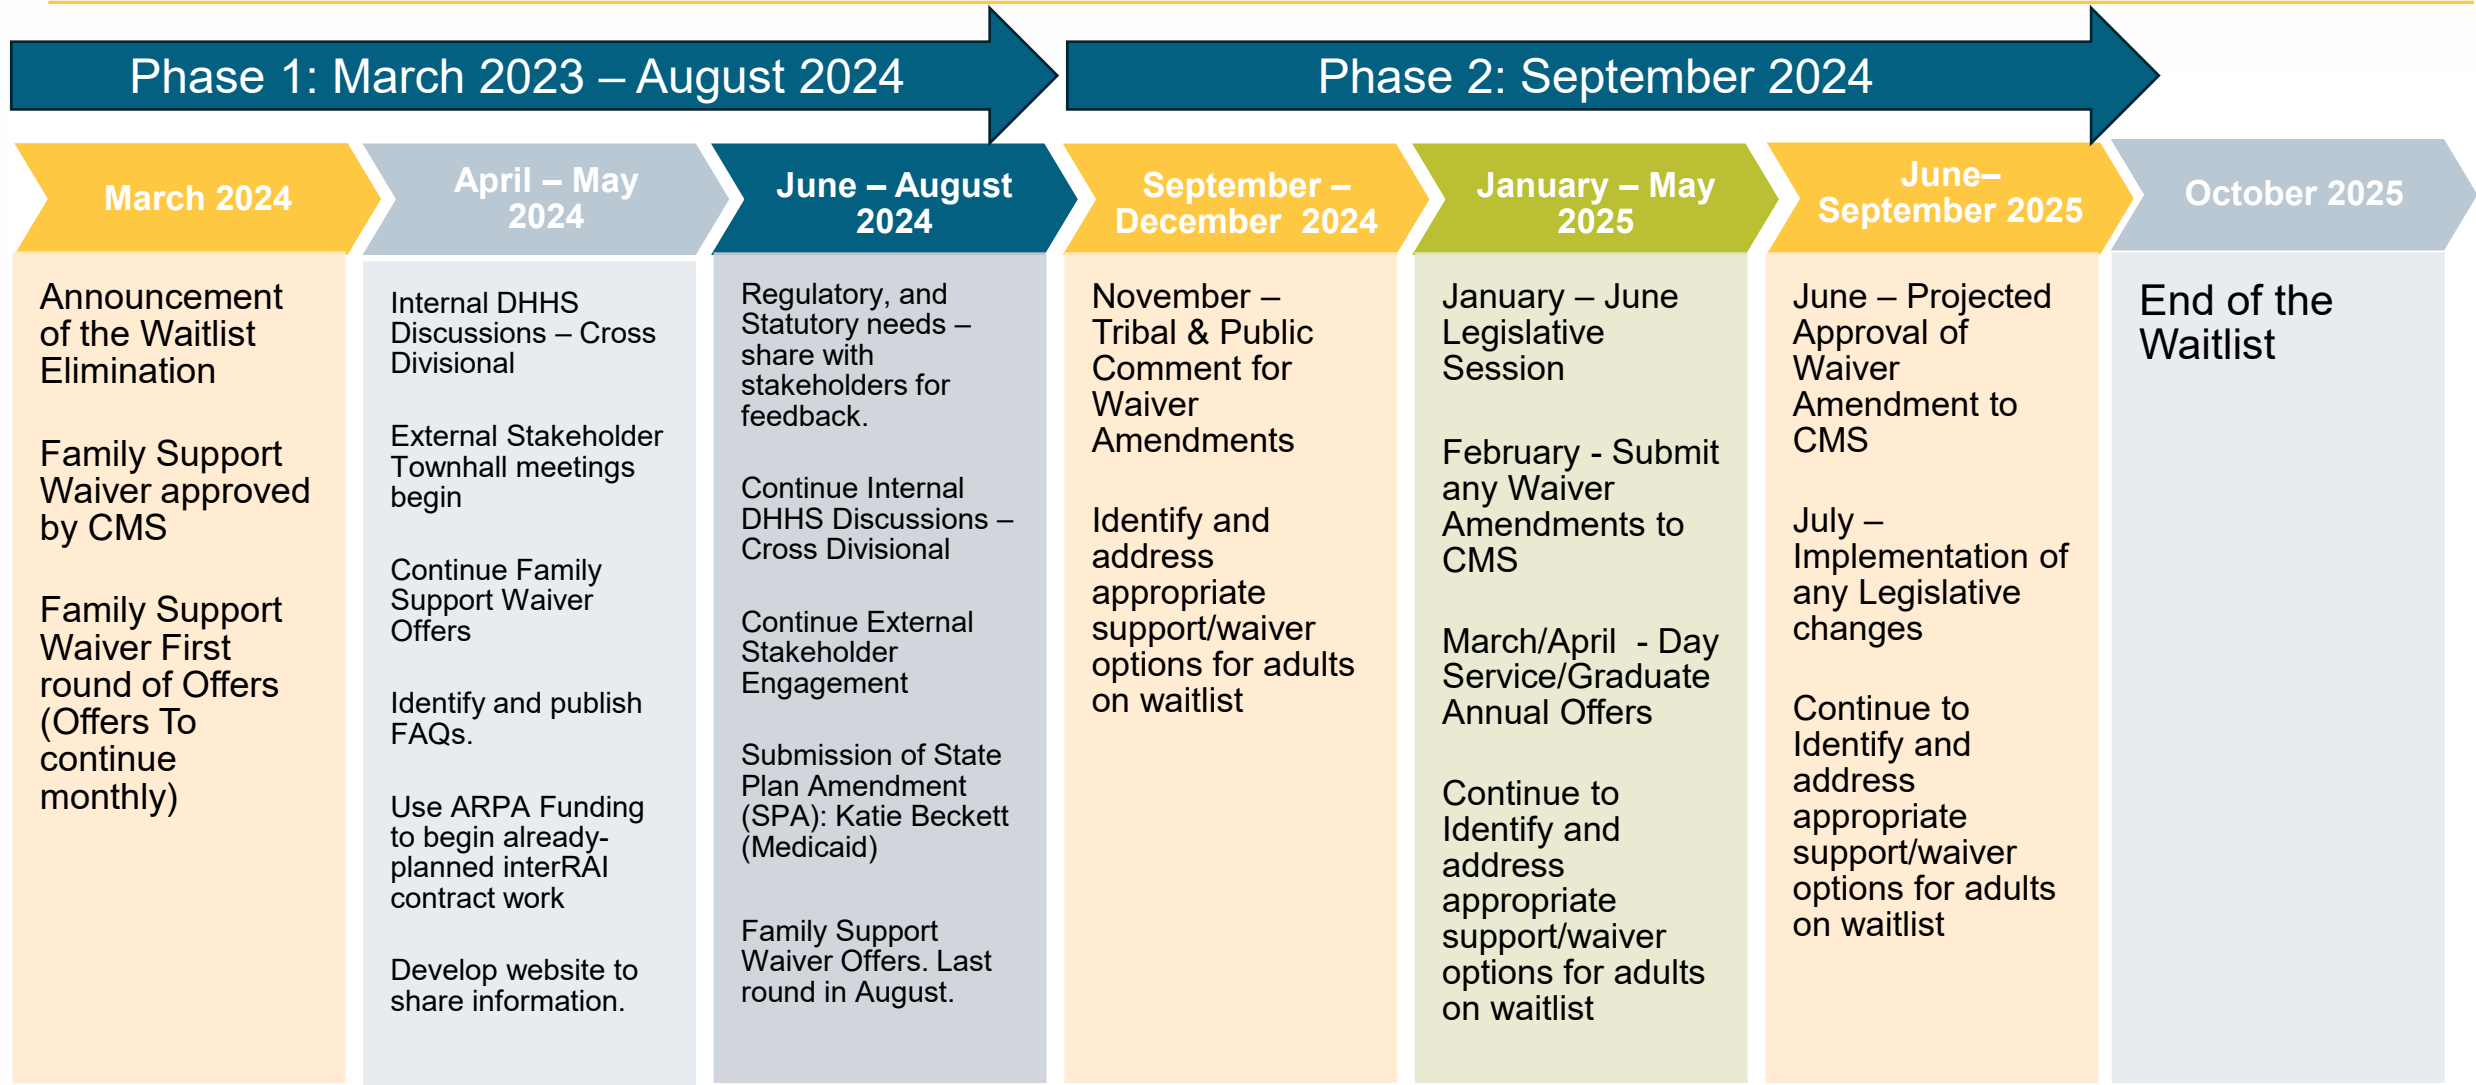 Phase 1: March 2023 – August 2024
Phase 2: September 2024
March 2024
Announcement
of the Waitlist
Elimination
Family Support
Waiver approved
by CMS
Family Support
Waiver First
round of Offers
(Offers To
continue
monthly)
April – May
2024
Internal DHHS
Discussions – Cross
Divisional
External Stakeholder
Townhall meetings
begin
Continue Family
Support Waiver
Offers
Identify and publish
FAQs.
Use ARPA Funding
to begin already-
planned interRAI
contract work
Develop website to
share information.
June – August
2024
Regulatory, and
Statutory needs –
share with
stakeholders for
feedback.
Continue Internal
DHHS Discussions –
Cross Divisional
Continue External
Stakeholder
Engagement
Submission of State
Plan Amendment
(SPA): Katie Beckett
(Medicaid)
Family Support
Waiver Offers. Last
round in August.
September –
December  2024
November –
Tribal & Public
Comment for
Waiver
Amendments
Identify and
address
appropriate
support/waiver
options for adults
on waitlist
January – May
2025
January – June
Legislative
Session
February - Submit
any Waiver
Amendments to
CMS
March/April  - Day
Service/Graduate
Annual Offers
Continue to
Identify and
address
appropriate
support/waiver
options for adults
on waitlist
June–
September 2025
June – Projected
Approval of
Waiver
Amendment to
CMS
July –
Implementation of
any Legislative
changes
Continue to
Identify and
address
appropriate
support/waiver
options for adults
on waitlist
October 2025
End of the
Waitlist